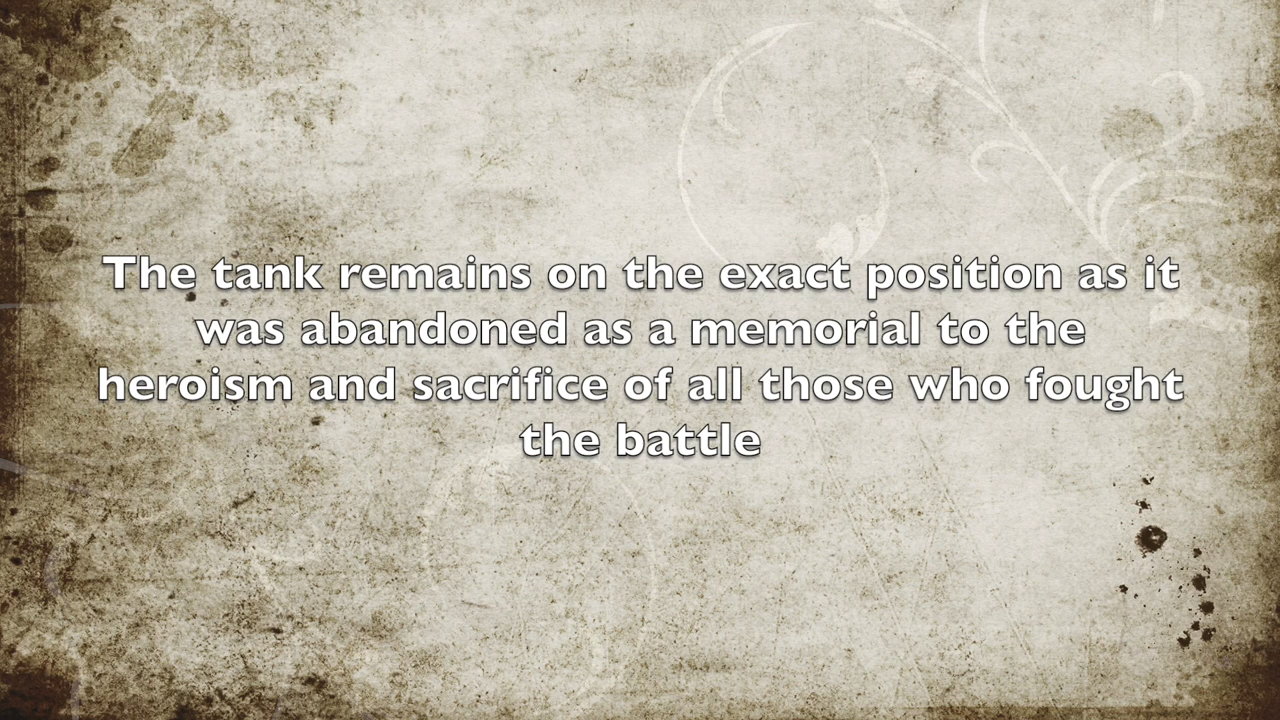 The tank remains on the exact position as it
was abandoned as a memorial to the
heroism and sacrifice of all those who fought
the battle